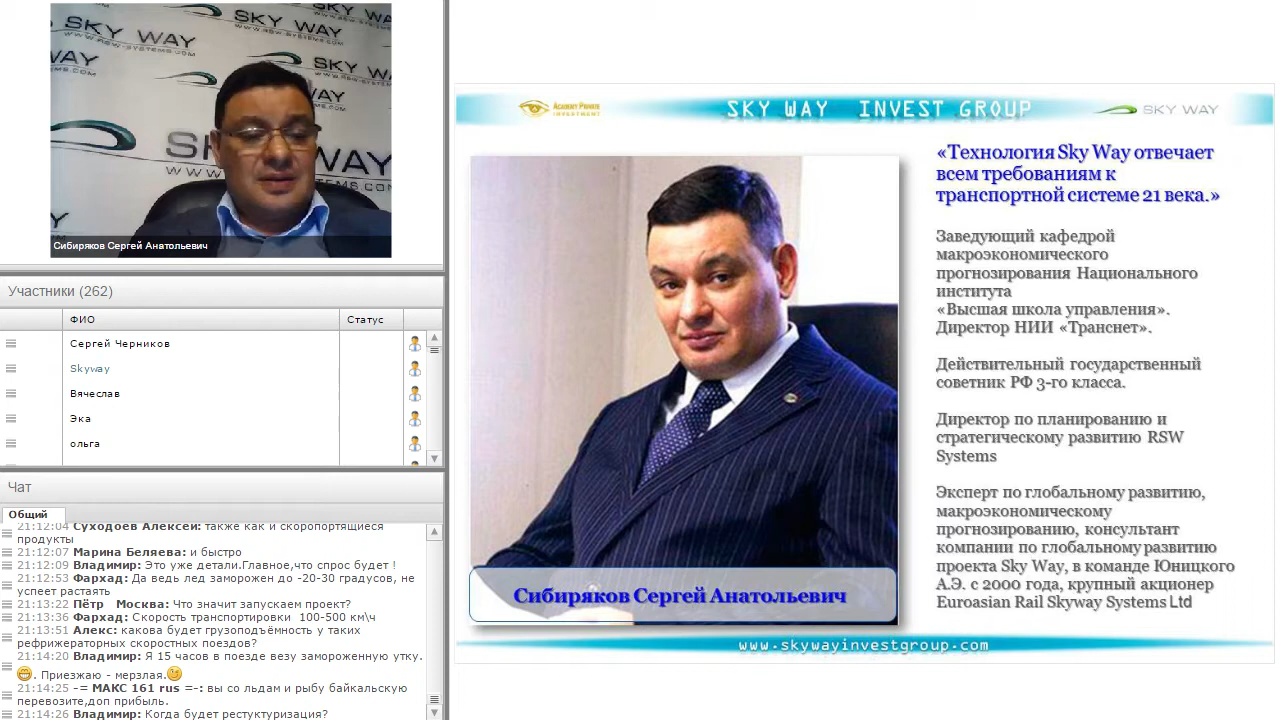 SKY WAY
WWW.RSW-SYSTEMS.COM
Сибиряков Сергей Анатольевич
Участники (262)
ФИО
Статус
Сергей Черников
Skyway
Вячеслав
Эка
ольга
Чат
Общий
21:12:04 Суходоев Алексей: также как и скоропортящиеся
продукты
21:12:07 Марина Беляева: и быстро
21:12:09 Владимир: Это уже детали.Главное,что спрос будет !
21:12:53 Фархад: Да ведь лед заморожен до -20-30 градусов, не
успеет растаять
21:13:22 Пётр Москва: Что значит запускаем проект?
21:13:36 Фархад: Скорость транспортировки 100-500 км\ч
21:13:51 Алекс: какова будет грузоподъёмность у таких
рефрижераторных скоростных поездов?
21:14:20 Владимир: Я 15 часов в поезде везу замороженную утку.
. Приезжаю - мерзлая.
21:14:25 -= МАКС 161 rus =-: вы со льдам и рыбу байкальскую
перевозите,доп прибыль.
21:14:26 Владимир: Когда будет рестуктуризация?
ACADEMY PRIVATE
INVESTMENT
SKY WAY INVEST GROUP
SKY WAY
«Технология Sky Way отвечает
всем требованиям к
транспортной системе 21 века.»
Заведующий кафедрой
макроэкономического
прогнозирования Национального
института
«Высшая школа управления».
Директор НИИ «Транснет».
Действительный государственный
советник РФ 3-го класса.
Директор по планированию и
стратегическому развитию RSW
Systems
Эксперт по глобальному развитию,
макроэкономическому
прогнозированию, консультант
компании по глобальному развитию
проекта Sky Way, в команде Юницкого
А.Э. с 2000 года, крупный акционер
Euroasian Rail Skyway Systems Ltd
Сибиряков Сергей Анатольевич
www.skywayinvestgroup.com